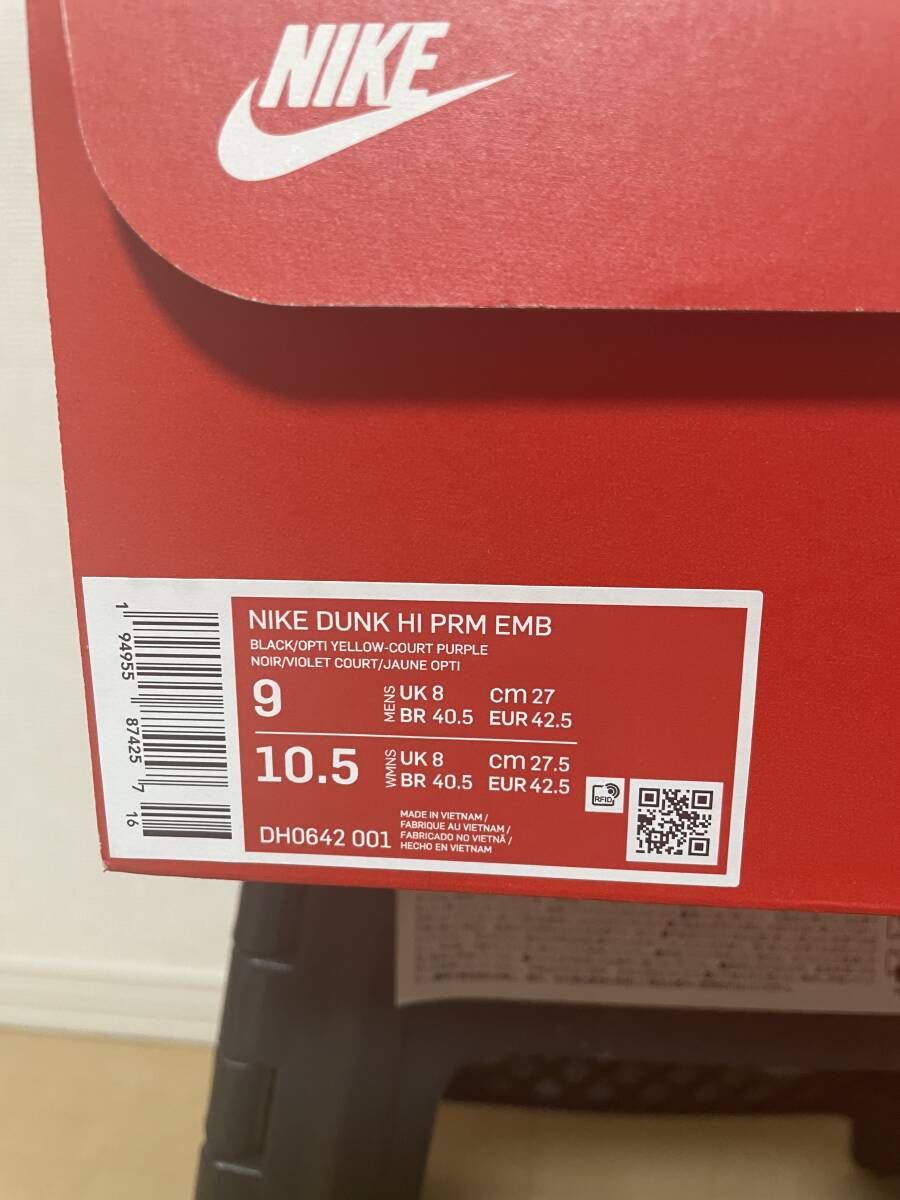 NIKE
NIKE DUNK HI PRM EMB
BLACK/OPTI YELLOW-COURT PURPLE
NOIR/VIOLET COURT/JAUNE OPTI
9 MENS UK 8 cm 27
BR 40.5 EUR 42.5
10.5 WMNS UK 8 cm 27.5
BR 40.5 EUR 42.5
RFID
DH0642 001
MADE IN VIETNAM /
FABRIQUE AU VIETNAM /
FABRICADO NO VIETNÃ /
HECHO EN VIETNAM
1 94955 87425 7 16